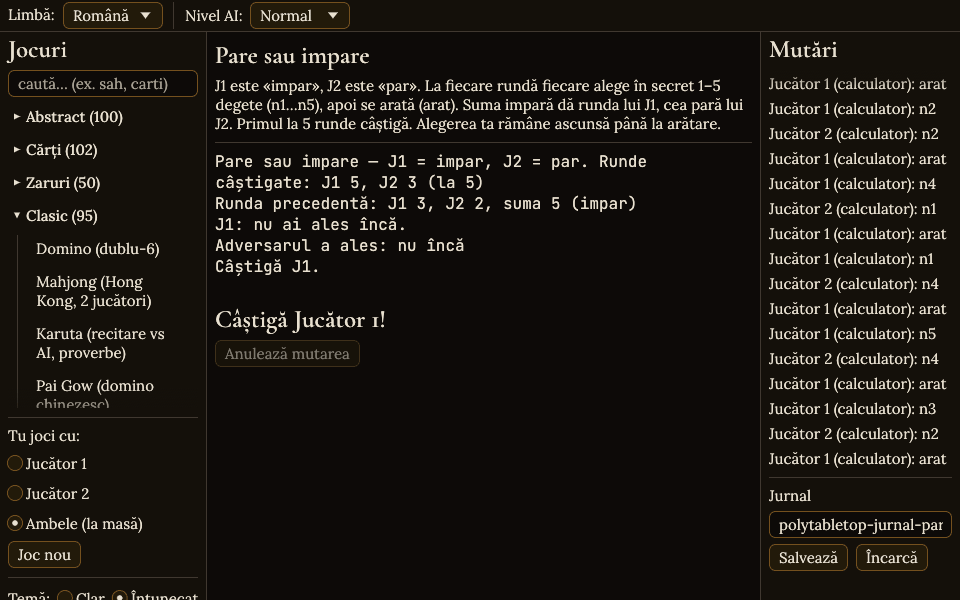 Limbă: Română Nivel AI: Normal
Jocuri
caută... (ex. sah, carti)
Abstract (100)
Cărți (102)
Zaruri (50)
Clasic (95)
Domino (dublu-6)
Mahjong (Hong
Kong, 2 jucători)
Karuta (recitare vs
AI, proverbe)
Pai Gow (domino
chinezesc)
Tu joci cu:
Jucător 1
Jucător 2
Ambele (la masă)
Joc nou
Temă: Clar Întunecat
Pare sau impare
J1 este «impar», J2 este «par». La fiecare rundă fiecare alege în secret 1–5
degete (n1...n5), apoi se arată (arat). Suma impară dă runda lui J1, cea pară lui
J2. Primul la 5 runde câștigă. Alegerea ta rămâne ascunsă până la arătare.
Pare sau impare — J1 = impar, J2 = par. Runde
câștigate: J1 5, J2 3 (la 5)
Runda precedentă: J1 3, J2 2, suma 5 (impar)
J1: nu ai ales încă.
Adversarul a ales: nu încă
Câștigă J1.
Câștigă Jucător 1!
Anulează mutarea
Mutări
Jucător 1 (calculator): arat
Jucător 1 (calculator): n2
Jucător 2 (calculator): n2
Jucător 1 (calculator): arat
Jucător 1 (calculator): n4
Jucător 2 (calculator): n1
Jucător 1 (calculator): arat
Jucător 1 (calculator): n1
Jucător 2 (calculator): n4
Jucător 1 (calculator): arat
Jucător 1 (calculator): n5
Jucător 2 (calculator): n4
Jucător 1 (calculator): arat
Jucător 1 (calculator): n3
Jucător 2 (calculator): n2
Jucător 1 (calculator): arat
Jurnal
polytabletop-jurnal-par
Salvează Încarcă